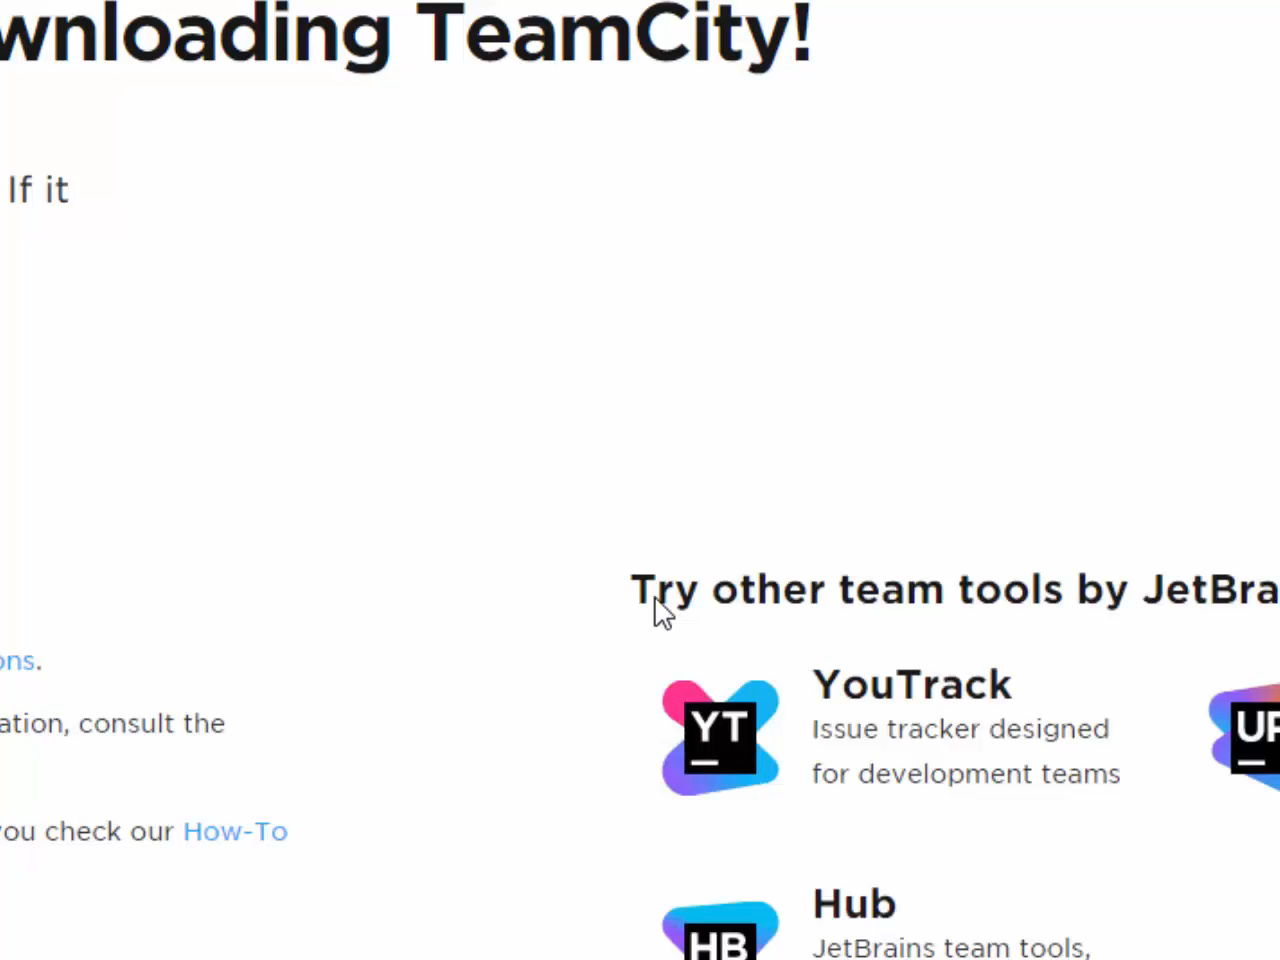 wnloading TeamCity!
If it
Try other team tools by JetBra
ons.
YouTrack
YT
Issue tracker designed
UP
ation, consult the
for development teams
you check our How-To
Hub
HB
JetBrains team tools,